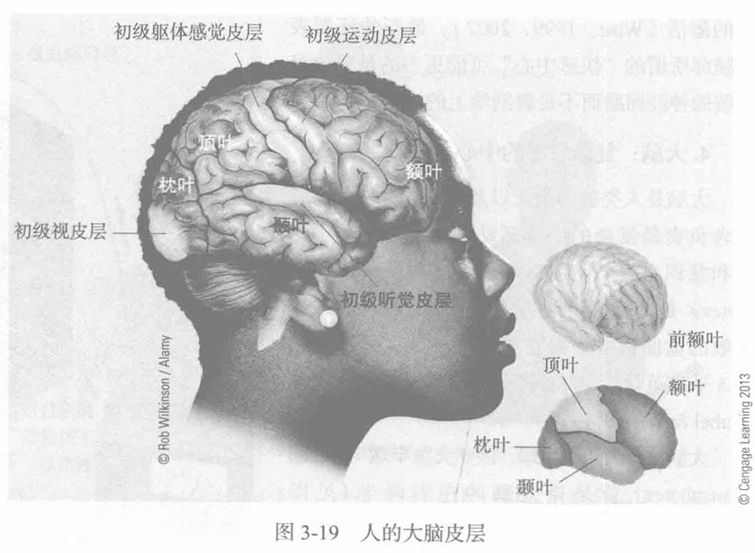 初级躯体感觉皮层
初级运动皮层
顶叶
额叶
枕叶
初级视皮层
颞叶
初级听觉皮层
前额叶
顶叶
额叶
枕叶
颞叶
© Rob Wilkinson / Alamy
© Cengage Learning 2013
图 3-19 人的大脑皮层